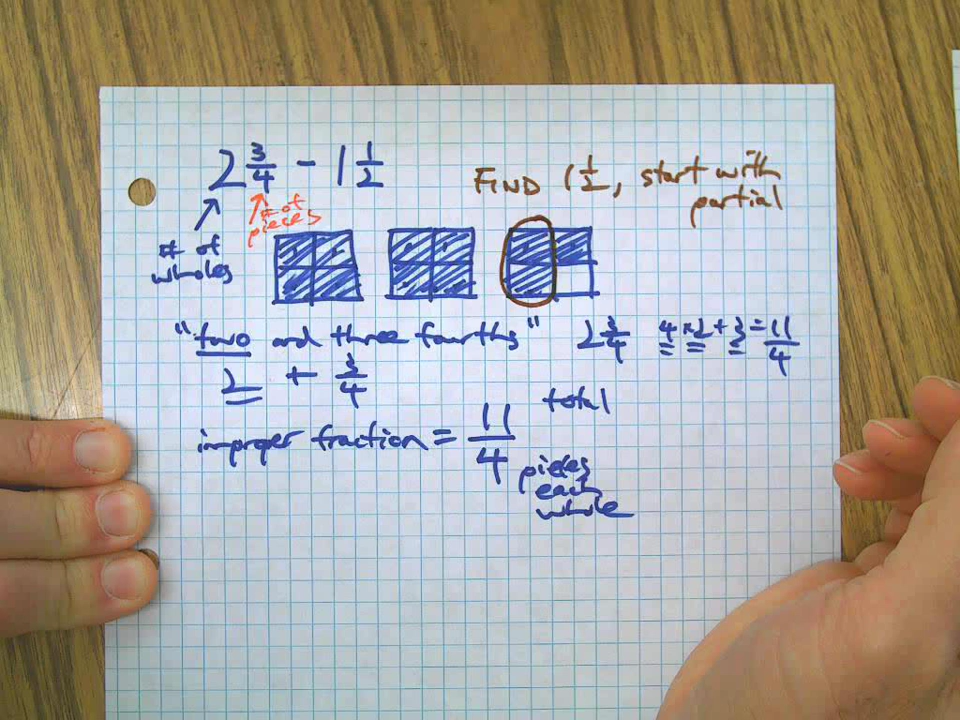 2 3/4 - 1 1/2
FIND 1 1/2, start with
partial
# of
wholes
# of
pieces
"two and three fourths"
2 + 3/4
2 3/4
4 × 2 + 3 = 11/4
improper fraction = 11/4
total
pieces
each
whole